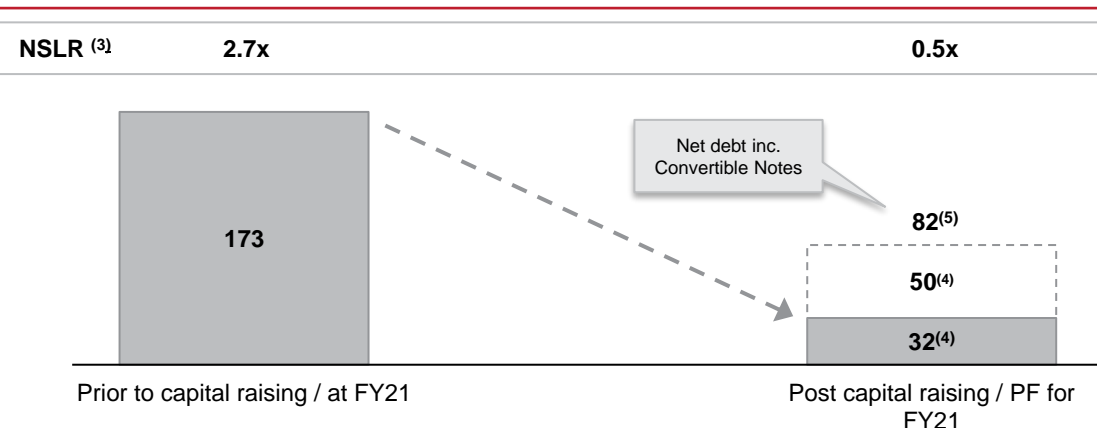 NSLR (3) 2.7x 0.5x
Net debt inc.
Convertible Notes
82(5)
173
50(4)
32(4)
Prior to capital raising / at FY21
Post capital raising / PF for
FY21